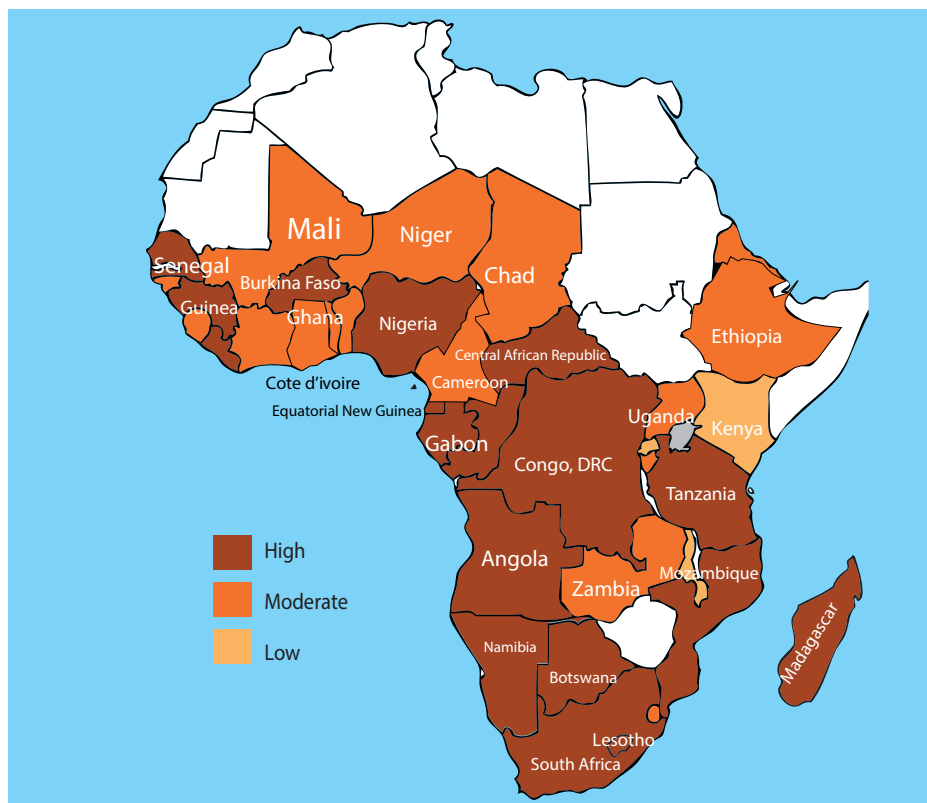 Mali
Niger
Senegal
Chad
Burkina Faso
Guinea
Ghana
Nigeria
Ethiopia
Central African Republic
Cote d'ivoire
Cameroon
Equatorial New Guinea
Uganda
Kenya
Gabon
Congo, DRC
Tanzania
High
Angola
Mozambique
Zambia
Moderate
Low
Namibia
Botswana
Madagascar
Lesotho
South Africa